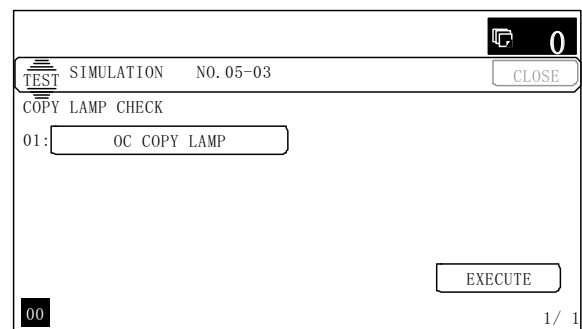 0
TEST SIMULATION NO.05-03 CLOSE
COPY LAMP CHECK
01: OC COPY LAMP
EXECUTE
00 1/ 1